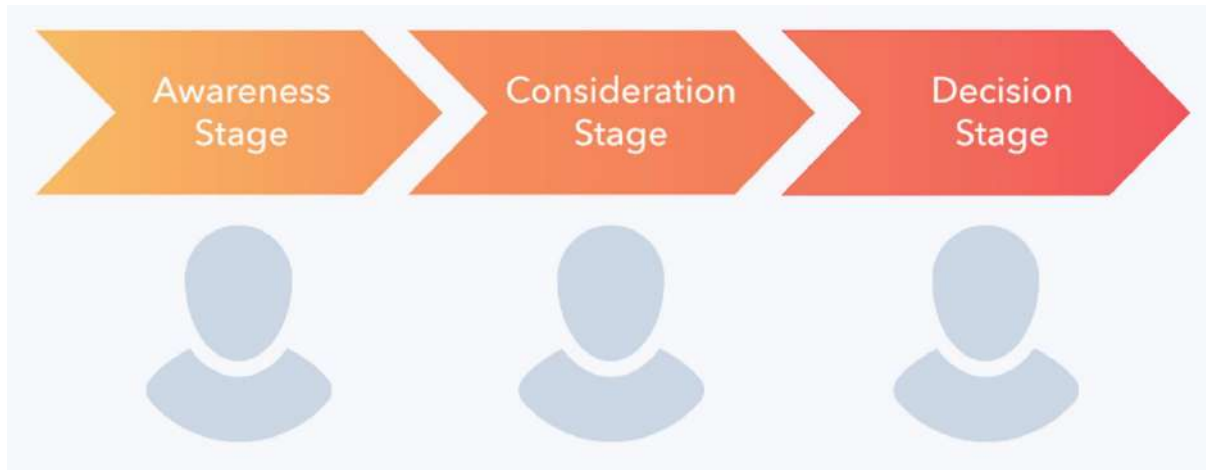 Awareness
Stage
Consideration
Stage
Decision
Stage